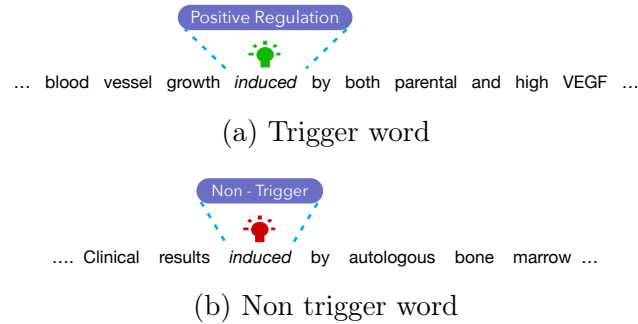 Positive Regulation
... blood vessel growth induced by both parental and high VEGF ...
(a) Trigger word
Non - Trigger
.... Clinical results induced by autologous bone marrow ...
(b) Non trigger word